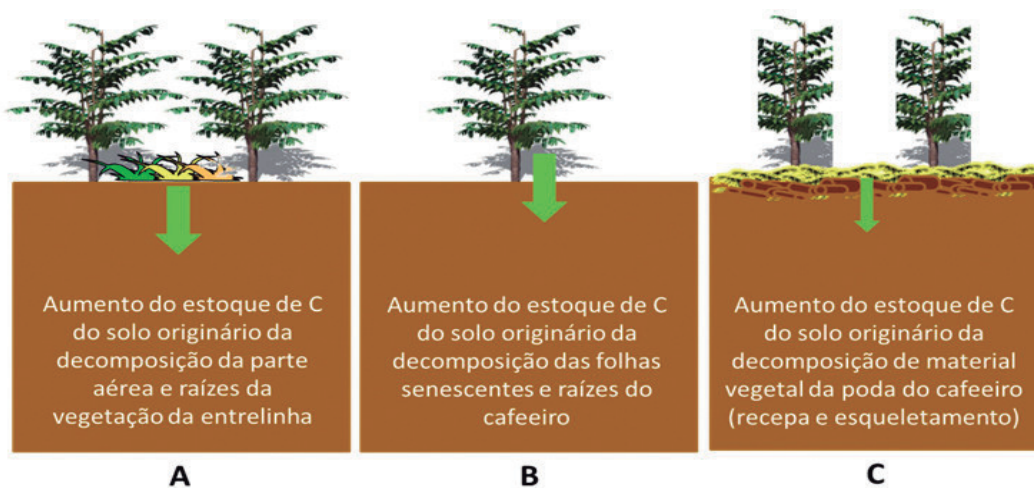 Aumento do estoque de C
do solo originário da
decomposição da parte
aérea e raízes da
vegetação da entrelinha
A
Aumento do estoque de C
do solo originário da
decomposição das folhas
senescentes e raízes do
cafeeiro
B
Aumento do estoque de C
do solo originário da
decomposição de material
vegetal da poda do cafeeiro
(recepa e esqueletamento)
C